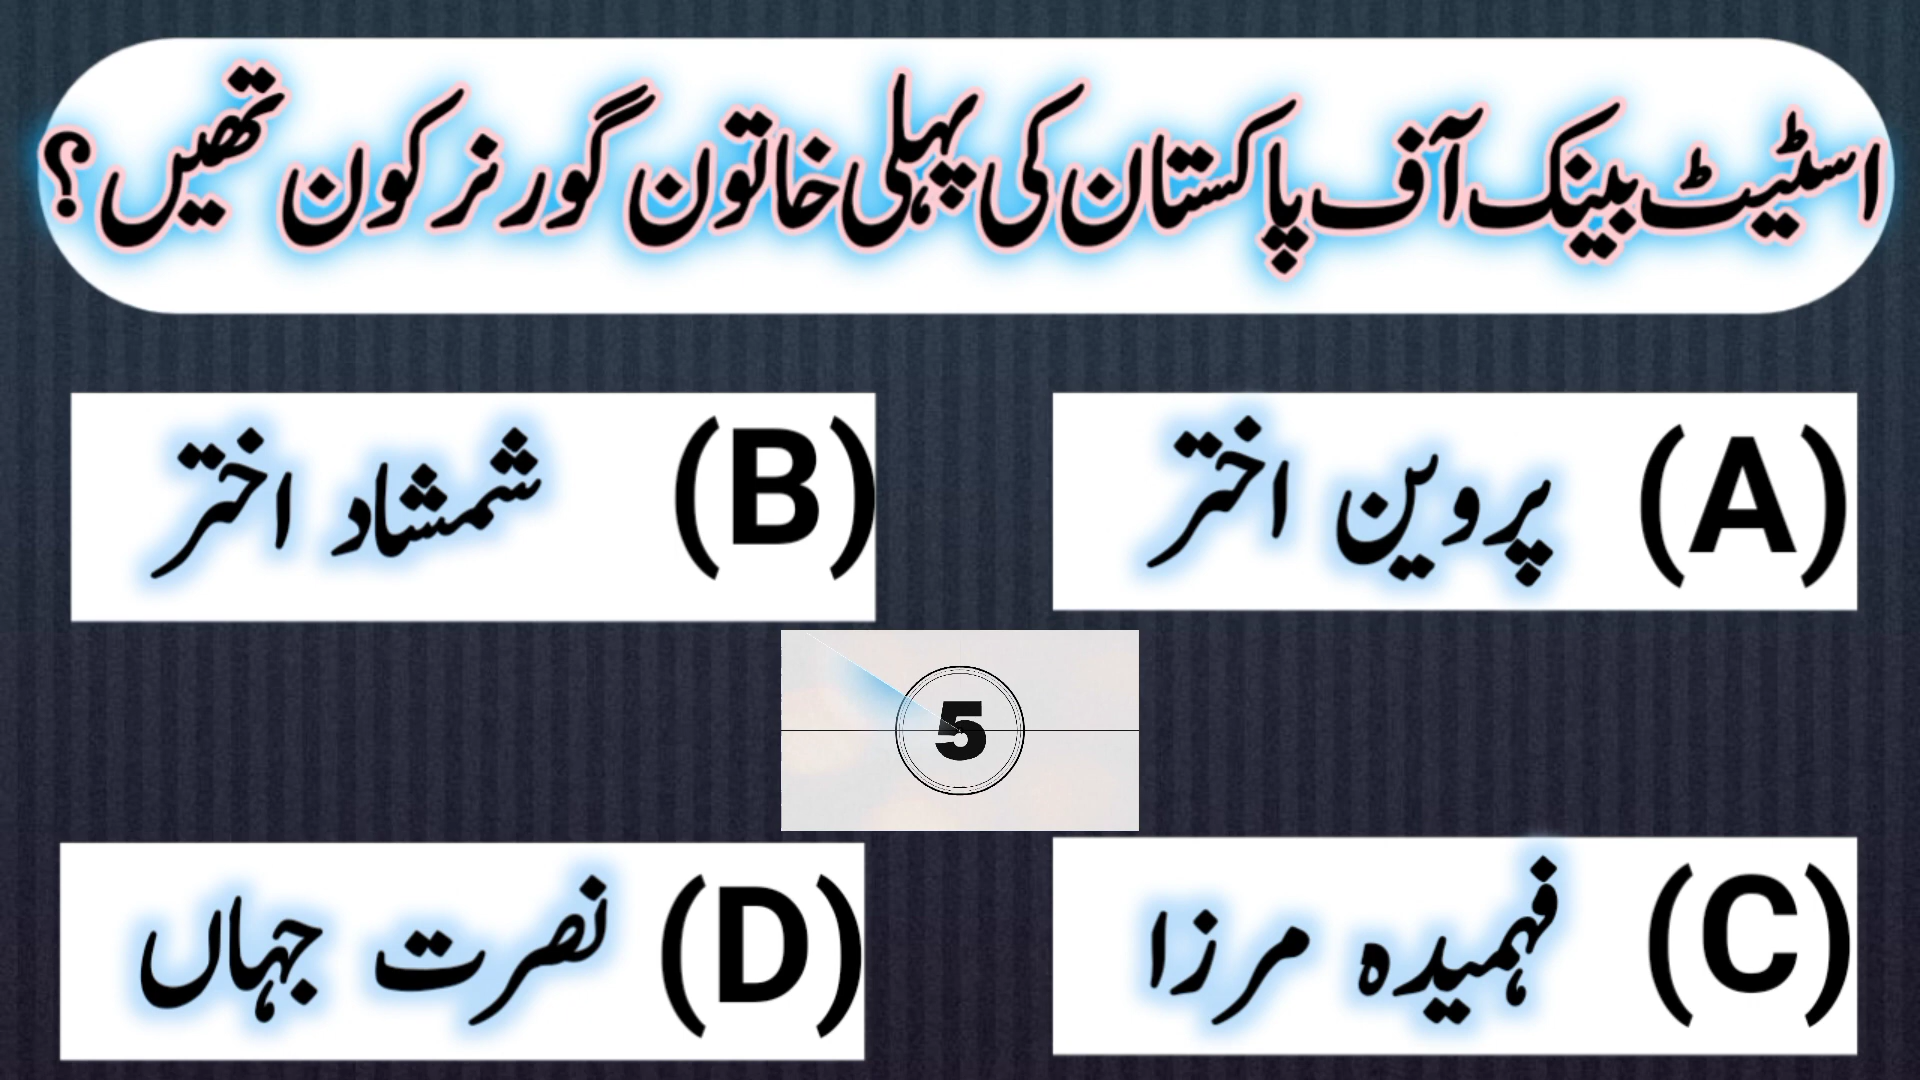 اسٹیٹ بینک آف پاکستان کی پہلی خاتون گورنر کون تھیں؟
(A) پروین اختر
(B) شمشاد اختر
5
(C) فہمیدہ مرزا
(D) نصرت جہاں